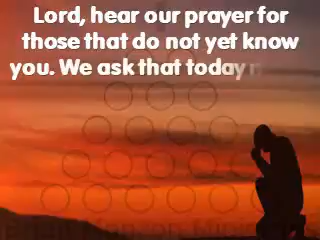 Lord, hear our prayer for
those that do not yet know
you. We ask that today